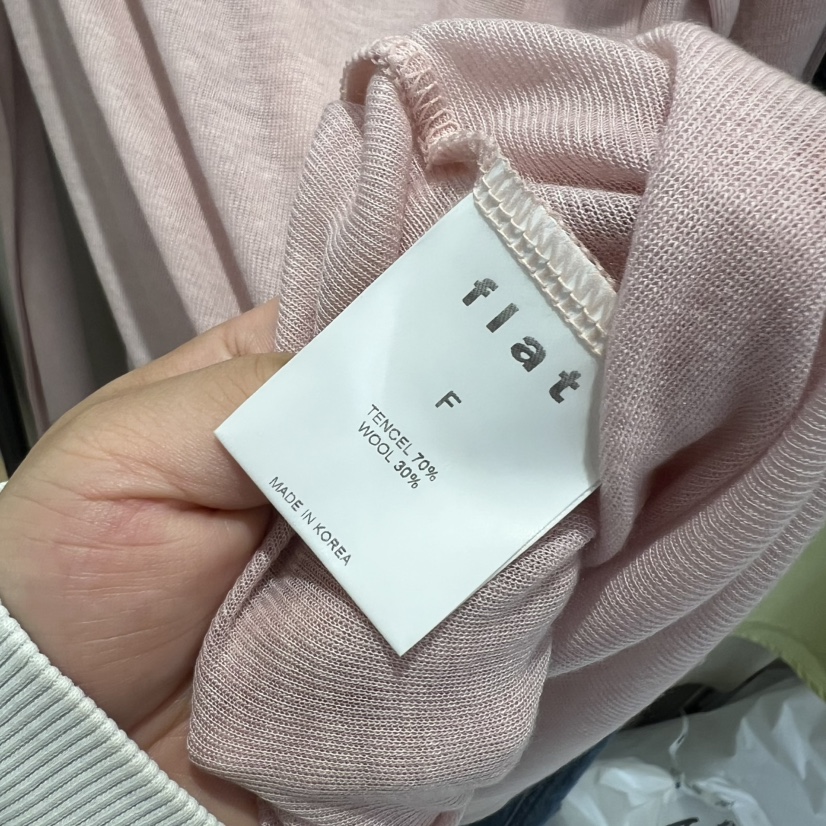 flat
F
TENCEL 70%
WOOL 30%
MADE IN KOREA